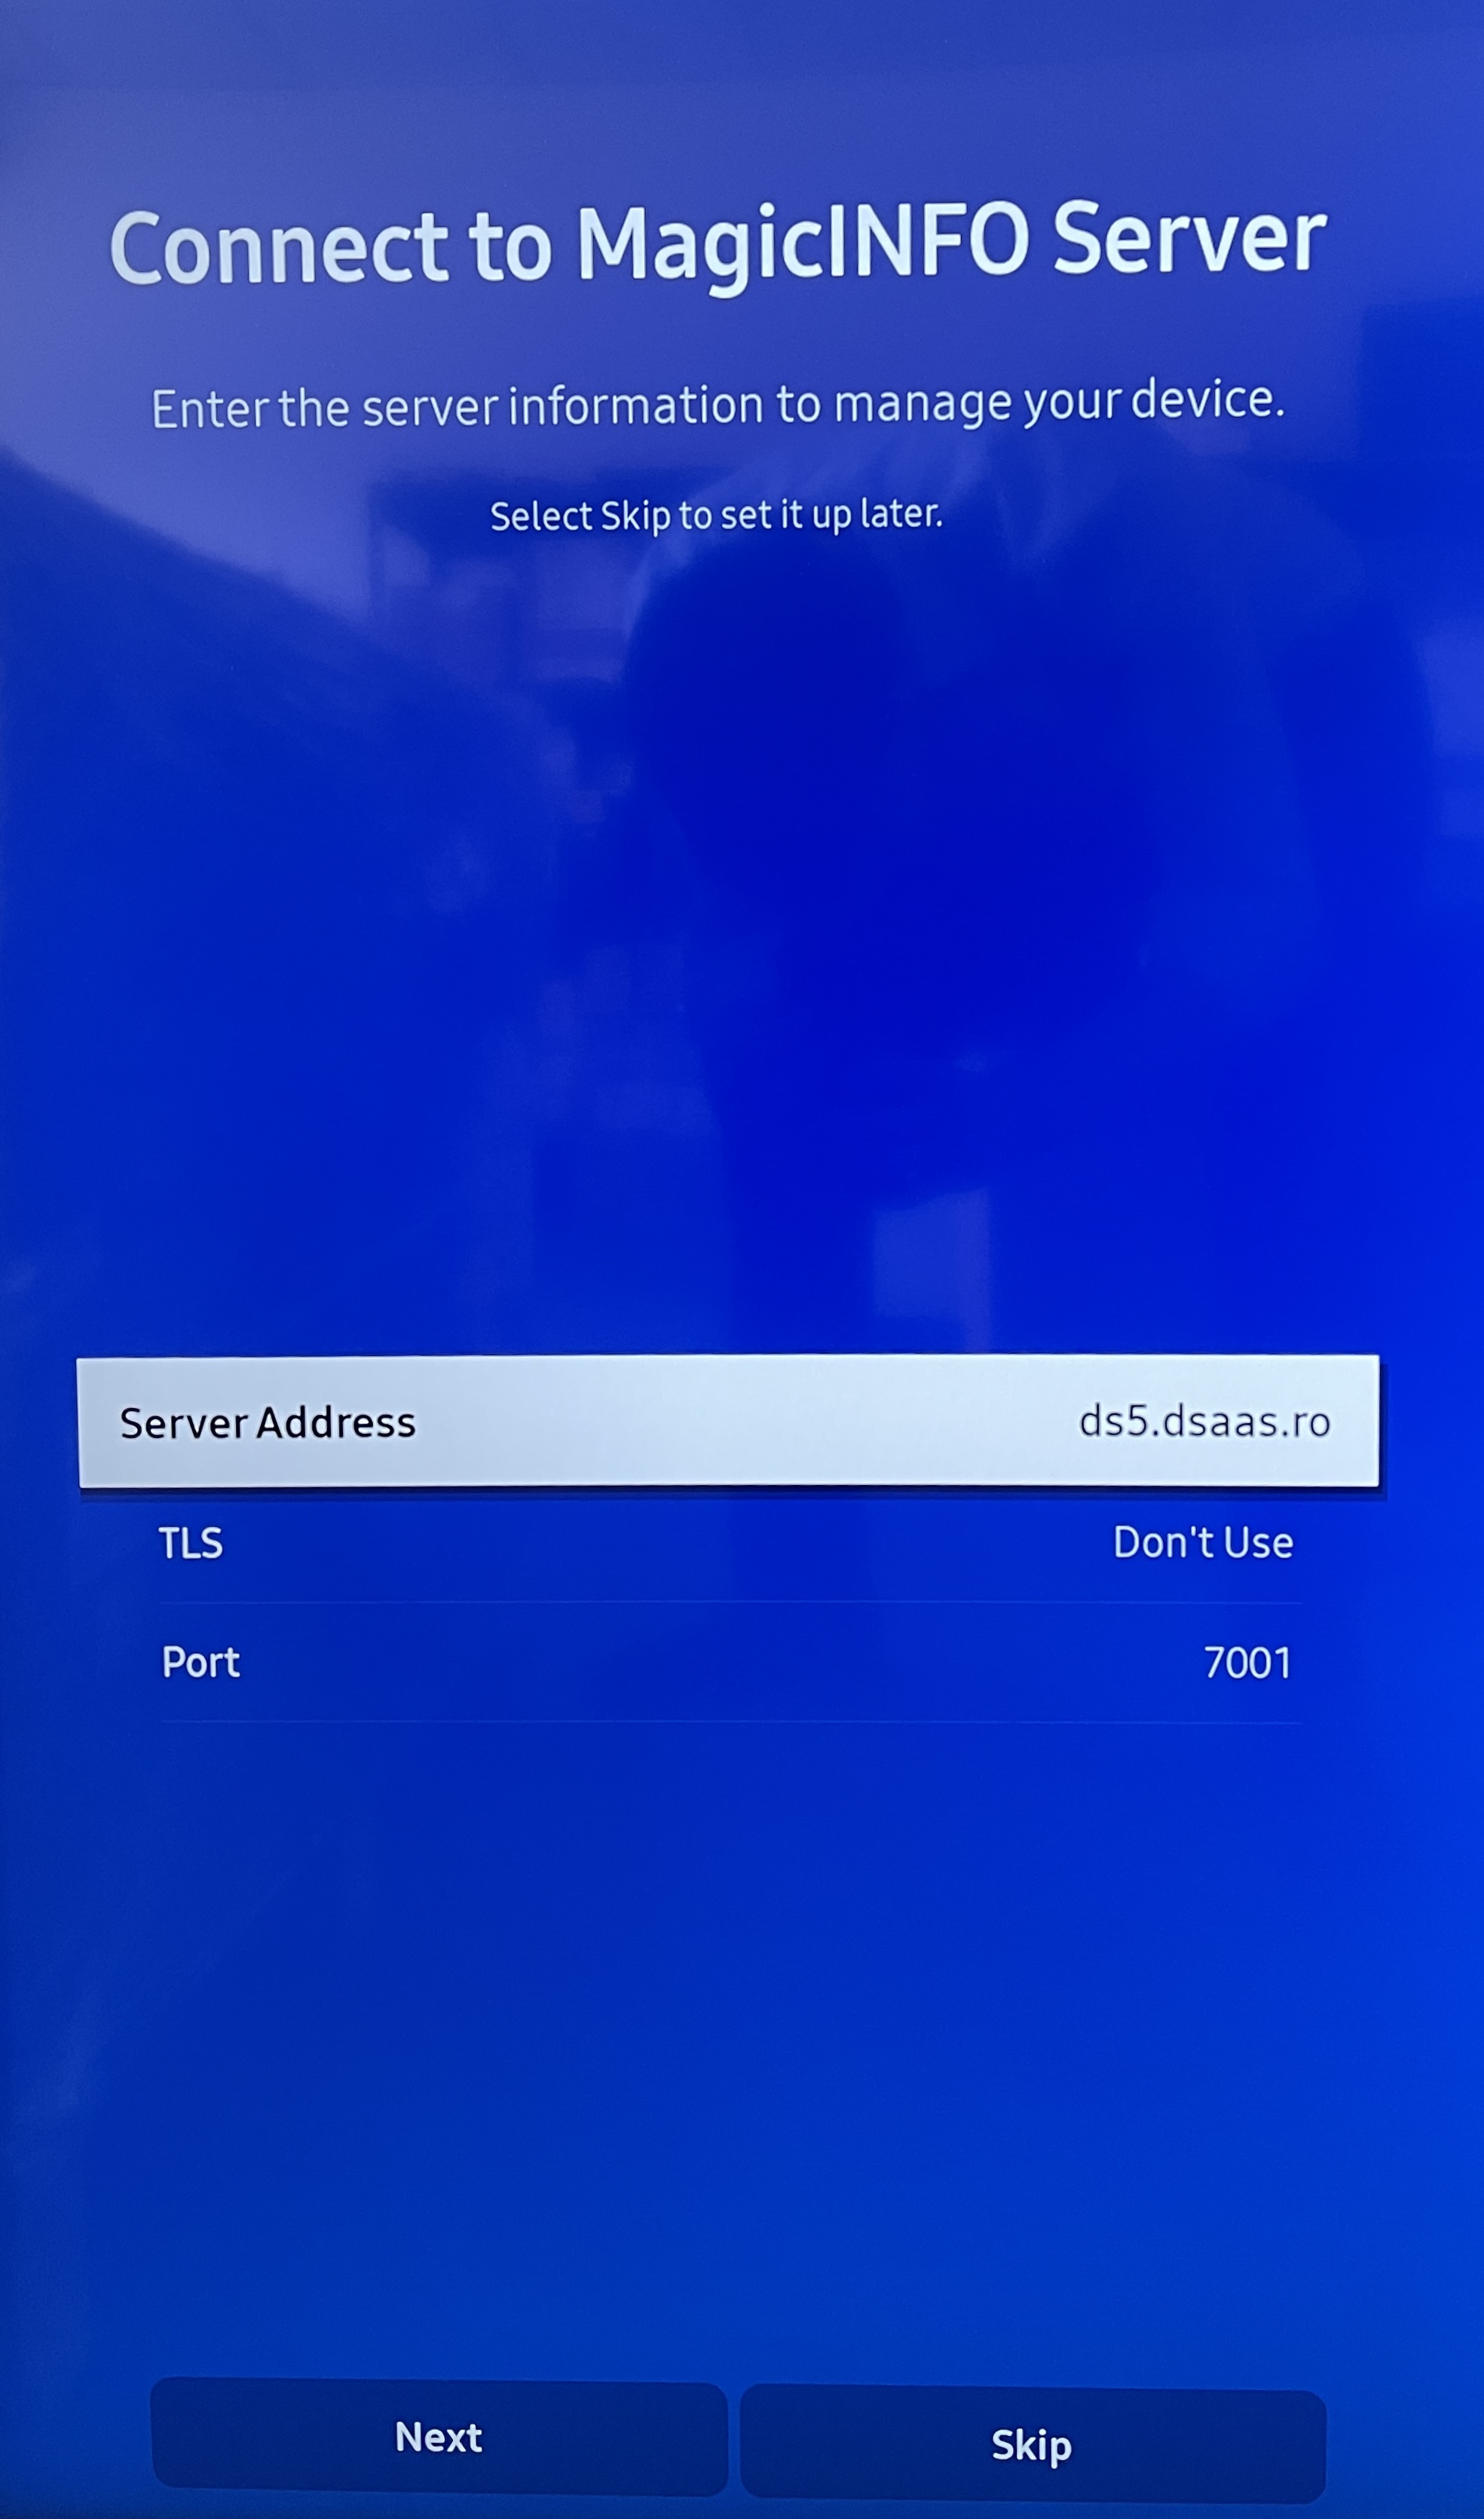 Connect to MagicINFO Server
Enter the server information to manage your device.
Select Skip to set it up later.
Server Address ds5.dsaas.ro
TLS Don't Use
Port 7001
Next Skip